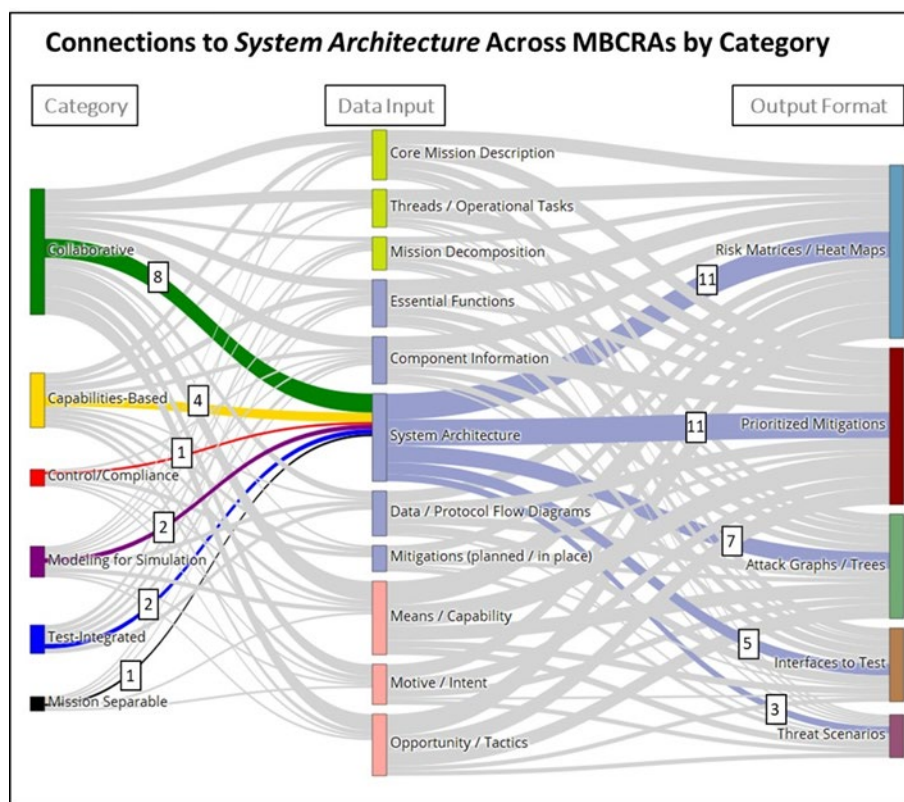 Connections to System Architecture Across MBCRAs by Category
Category
Data Input
Output Format
Collaborative
Capabilities-Based
Control/Compliance
Modeling for Simulation
Test-Integrated
Mission Separable
8
4
1
2
2
1
Core Mission Description
Threads / Operational Tasks
Mission Decomposition
Essential Functions
Component Information
System Architecture
Data / Protocol Flow Diagrams
Mitigations (planned / in place)
Means / Capability
Motive / Intent
Opportunity / Tactics
11
11
7
5
3
Risk Matrices / Heat Maps
Prioritized Mitigations
Attack Graphs / Trees
Interfaces to Test
Threat Scenarios